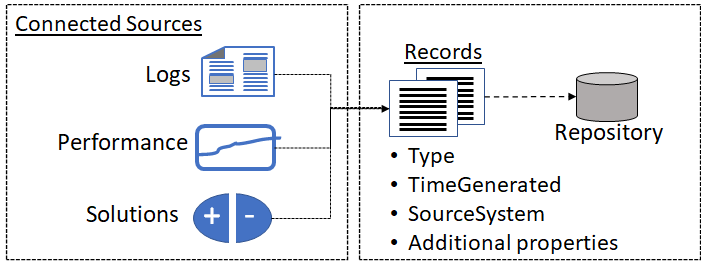 Connected Sources
Logs
Performance
Solutions
+ -
Records
• Type
• TimeGenerated
• SourceSystem
• Additional properties
Repository